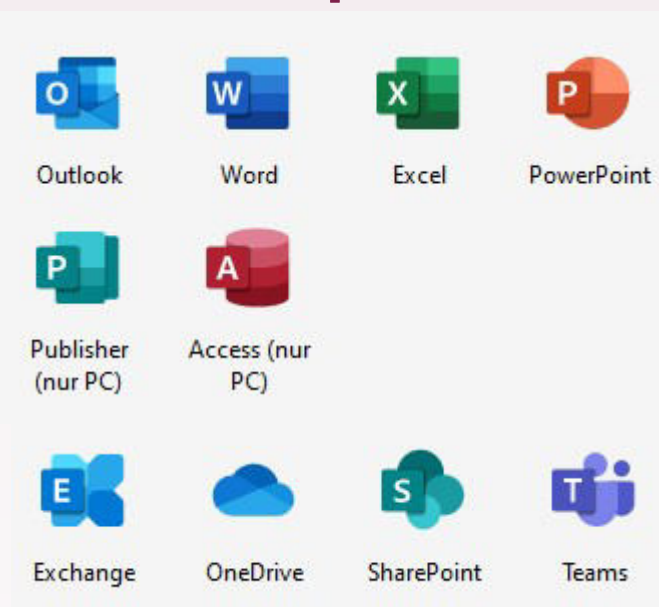 O W X P
Outlook Word Excel PowerPoint
P A
Publisher (nur PC) Access (nur PC)
E S T
Exchange OneDrive SharePoint Teams